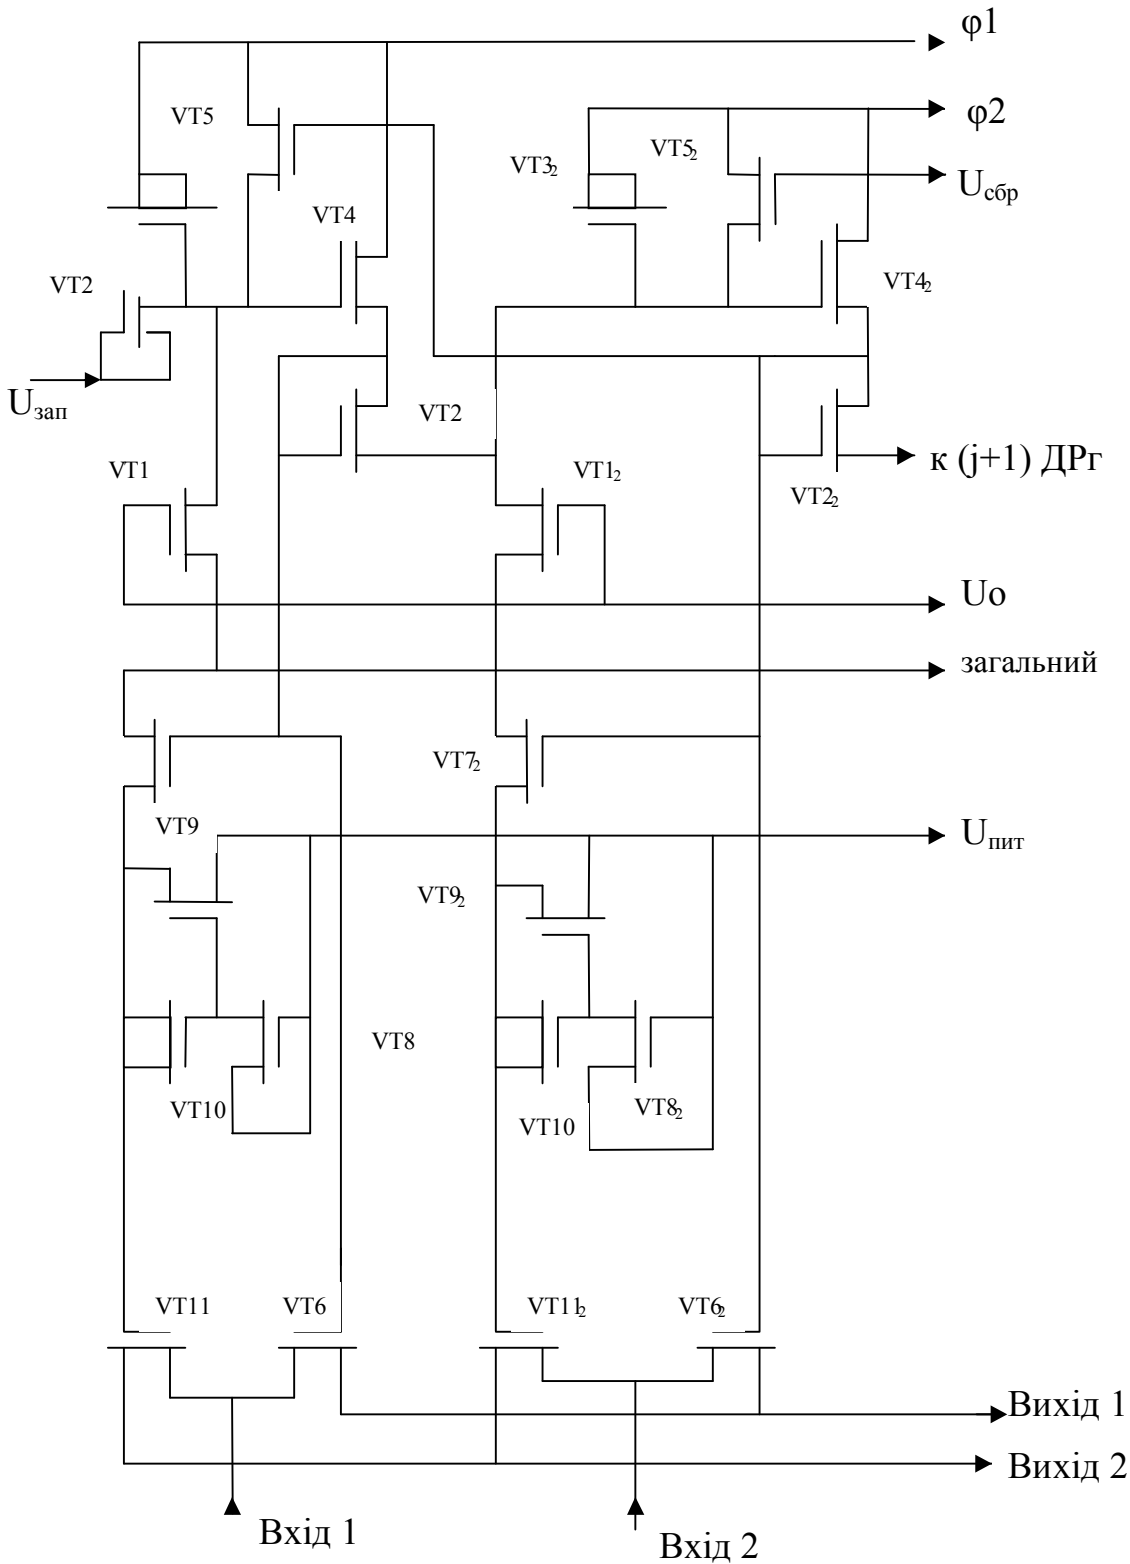 φ1
VT5
φ2
VT3₂
VT5₂
Uсбр
VT4
VT2
VT4₂
Uзап
VT2
VT1
VT1₂
к (j+1) ДРг
VT2₂
Uo
загальний
VT7₂
VT9
Uпит
VT9₂
VT8
VT10
VT10
VT8₂
VT11
VT6
VT11₂
VT6₂
Вихід 1
Вихід 2
Вхід 1
Вхід 2